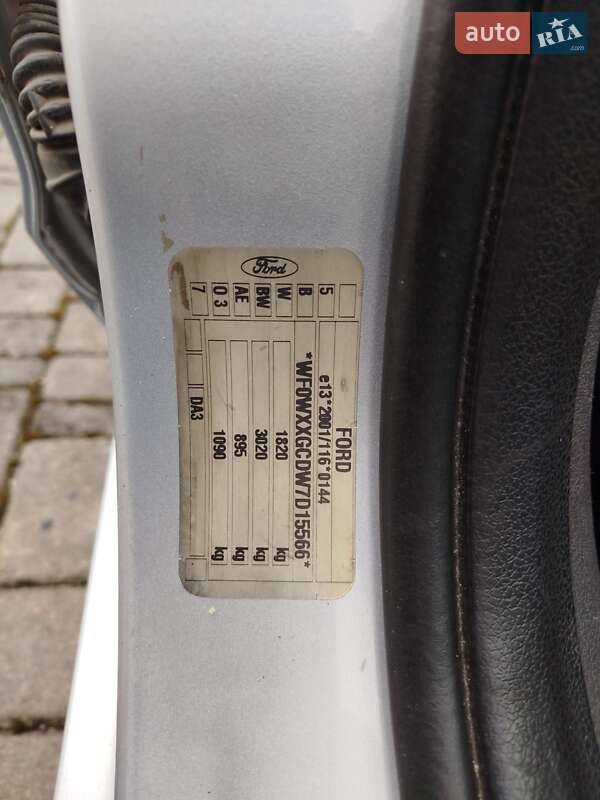 auto RIA.com
Ford
FORD
5 e13*2001/116*0144
B *WF0WXXGCDW7D15566*
W 1820 kg
BW 3020 kg
AE 895 kg
03 1090 kg
7 DA3